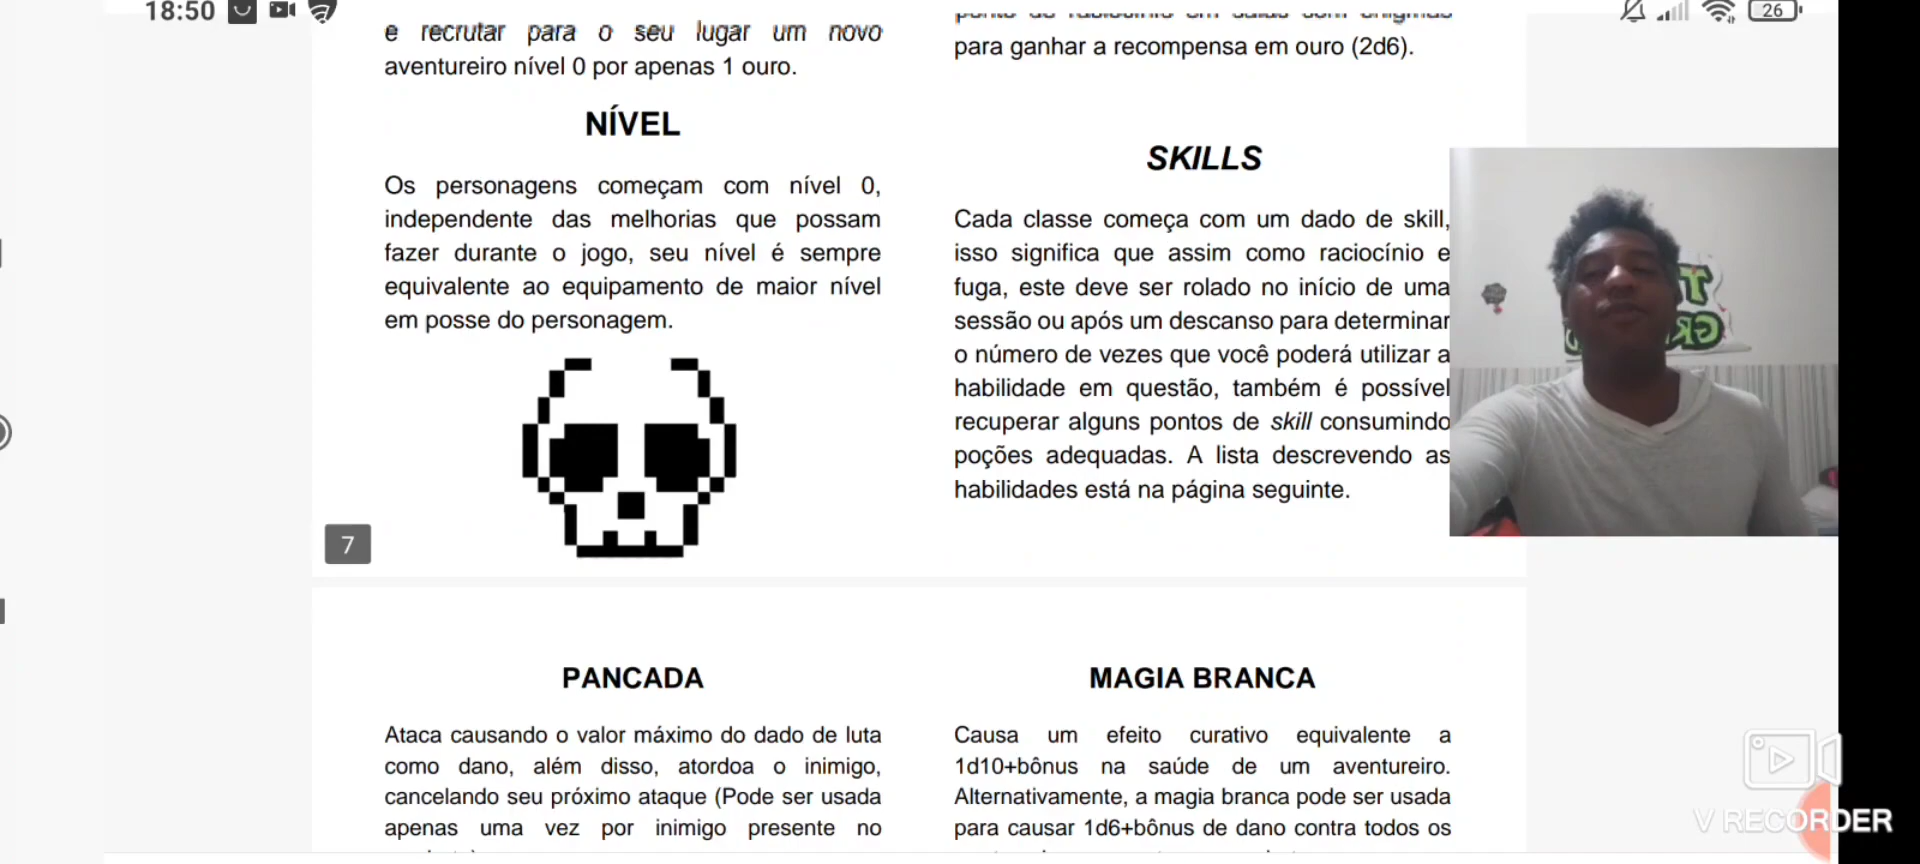 18:50
26
e recrutar para o seu lugar um novo
aventureiro nível 0 por apenas 1 ouro.
NÍVEL
Os personagens começam com nível 0,
independente das melhorias que possam
fazer durante o jogo, seu nível é sempre
equivalente ao equipamento de maior nível
em posse do personagem.
7
para ganhar a recompensa em ouro (2d6).
SKILLS
Cada classe começa com um dado de skill,
isso significa que assim como raciocínio e
fuga, este deve ser rolado no início de uma
sessão ou após um descanso para determinar
o número de vezes que você poderá utilizar a
habilidade em questão, também é possível
recuperar alguns pontos de skill consumindo
poções adequadas. A lista descrevendo as
habilidades está na página seguinte.
PANCADA
Ataca causando o valor máximo do dado de luta
como dano, além disso, atordoa o inimigo,
cancelando seu próximo ataque (Pode ser usada
apenas uma vez por inimigo presente no
MAGIA BRANCA
Causa um efeito curativo equivalente a
1d10+bônus na saúde de um aventureiro.
Alternativamente, a magia branca pode ser usada
para causar 1d6+bônus de dano contra todos os
V RECORDER